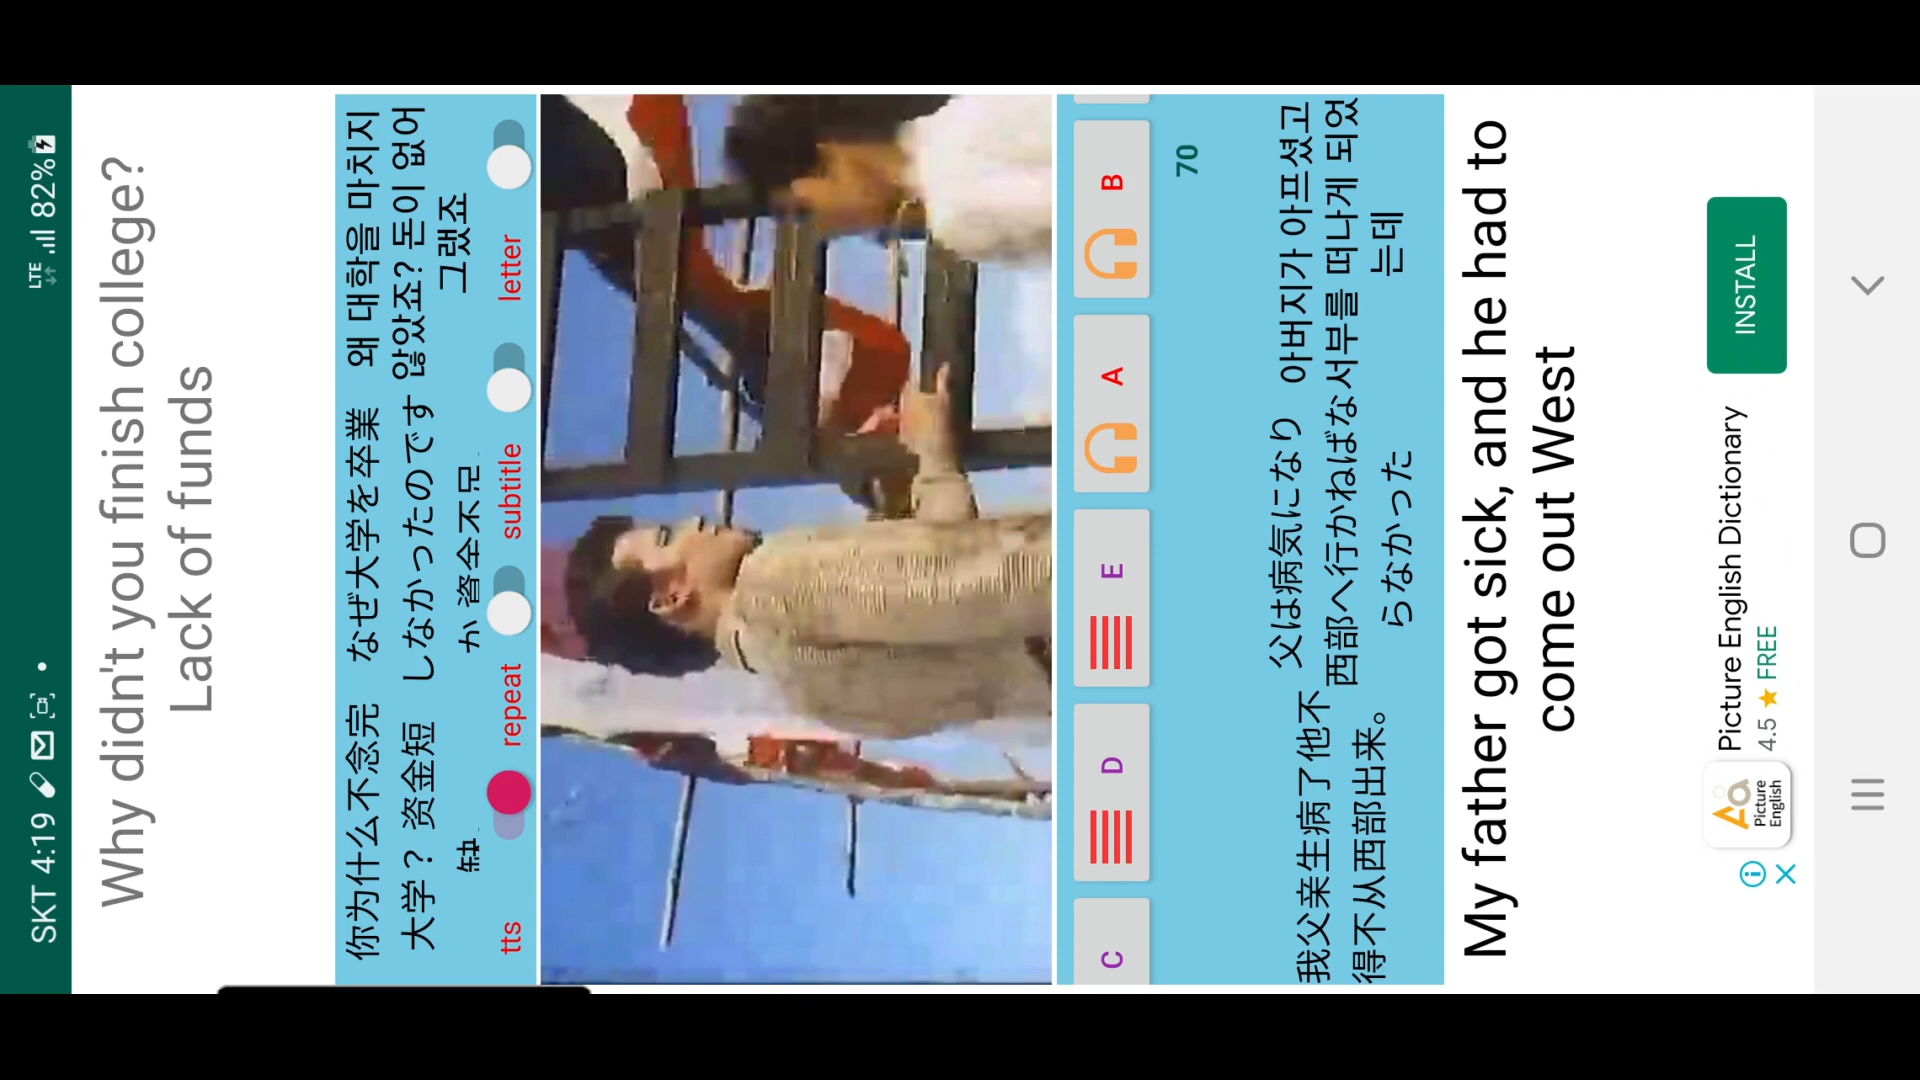 SKT 4:19
LTE 82%
Why didn't you finish college?
Lack of funds
你为什么不念完
大学？资金短
缺.
なぜ大学を卒業
しなかったのです
か 資金不足.
왜 대학을 마치지
않았죠? 돈이 없어
그랬죠
tts repeat subtitle letter
C D E A B
70
我父亲生病了他不
得不从西部出来。
父は病気になり
西部へ行かねばな
らなかった
아버지가 아프셨고
서부를 떠나게 되었
는데
My father got sick, and he had to
come out West
Picture
English
Picture English Dictionary
4.5 FREE
INSTALL